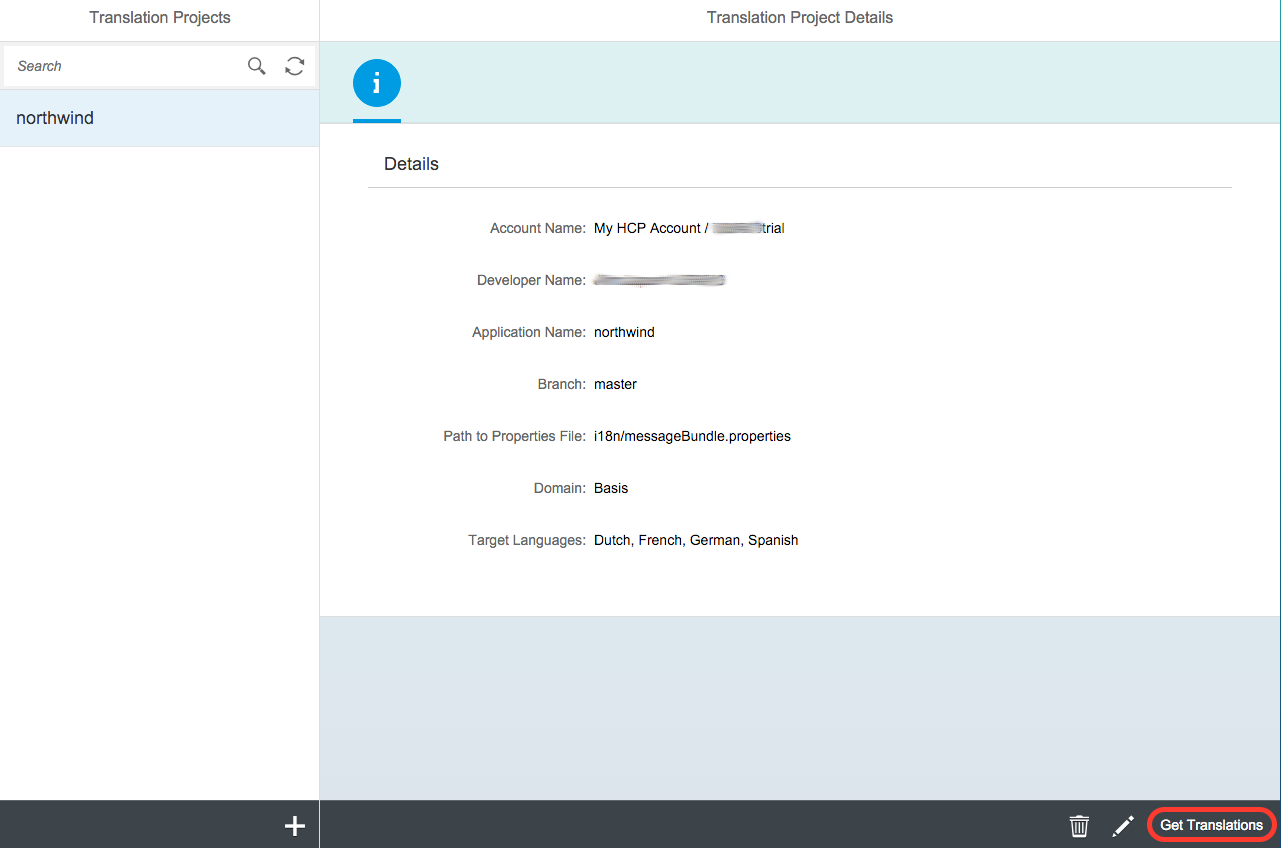 Translation Projects
Translation Project Details
Search
northwind
Details
Account Name: My HCP Account / trial
Developer Name:
Application Name: northwind
Branch: master
Path to Properties File: i18n/messageBundle.properties
Domain: Basis
Target Languages: Dutch, French, German, Spanish
Get Translations